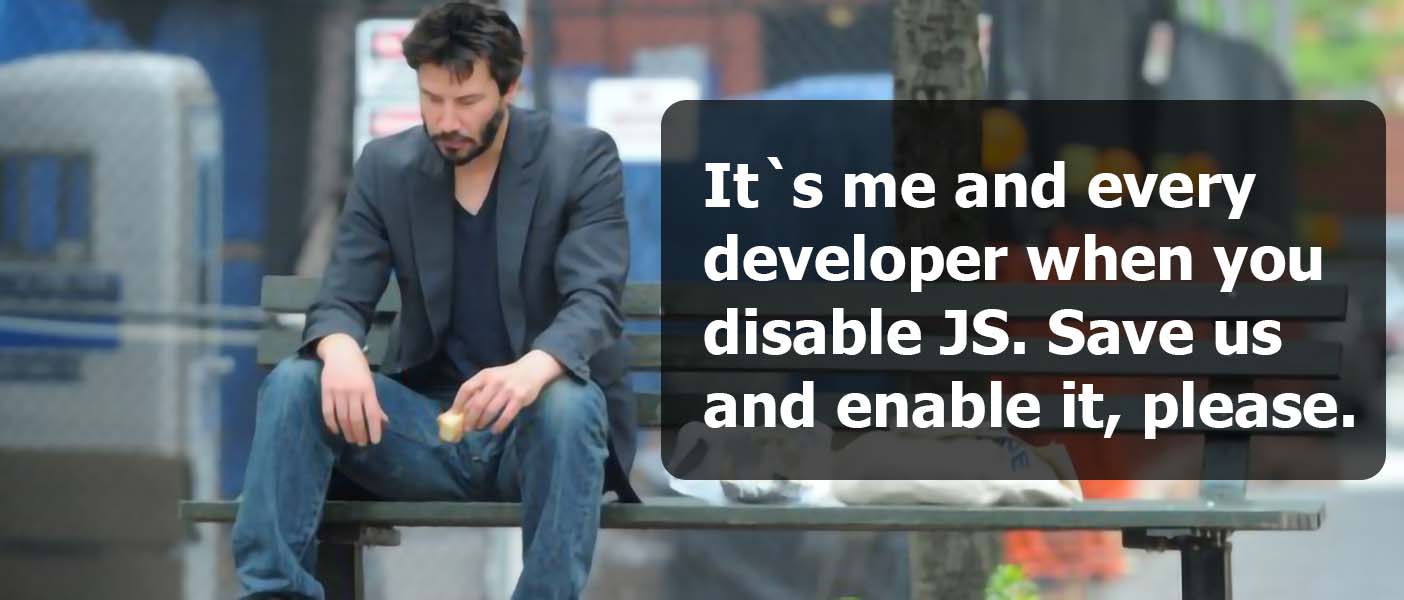 It`s me and every
developer when you
disable JS. Save us
and enable it, please.